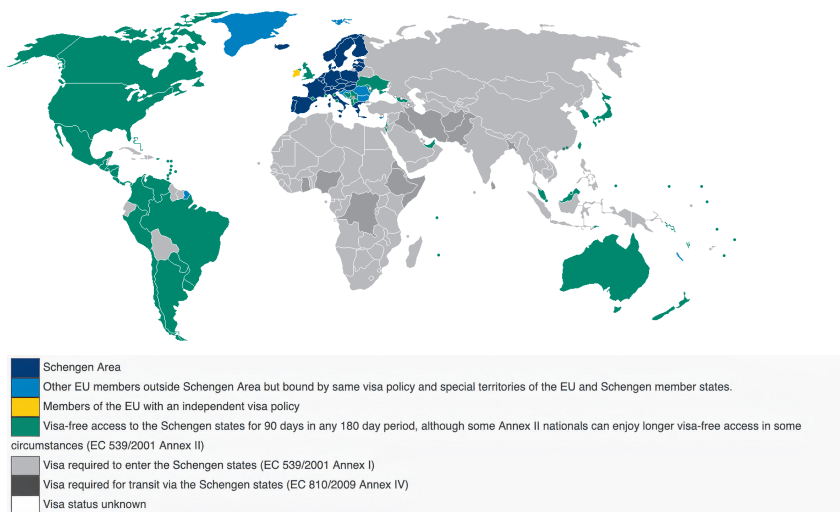 Schengen Area
Other EU members outside Schengen Area but bound by same visa policy and special territories of the EU and Schengen member states.
Members of the EU with an independent visa policy
Visa-free access to the Schengen states for 90 days in any 180 day period, although some Annex II nationals can enjoy longer visa-free access in some
circumstances (EC 539/2001 Annex II)
Visa required to enter the Schengen states (EC 539/2001 Annex I)
Visa required for transit via the Schengen states (EC 810/2009 Annex IV)
Visa status unknown